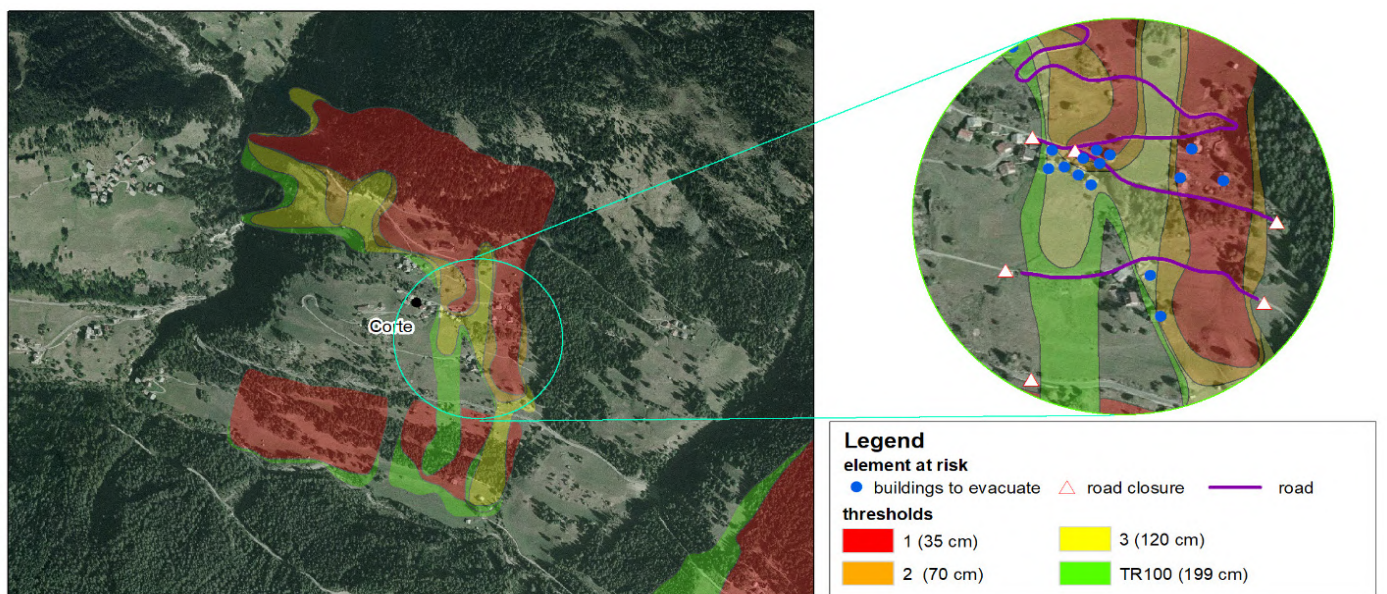 Corte
Legend
element at risk
buildings to evacuate road closure road
thresholds
1 (35 cm) 3 (120 cm)
2 (70 cm) TR100 (199 cm)